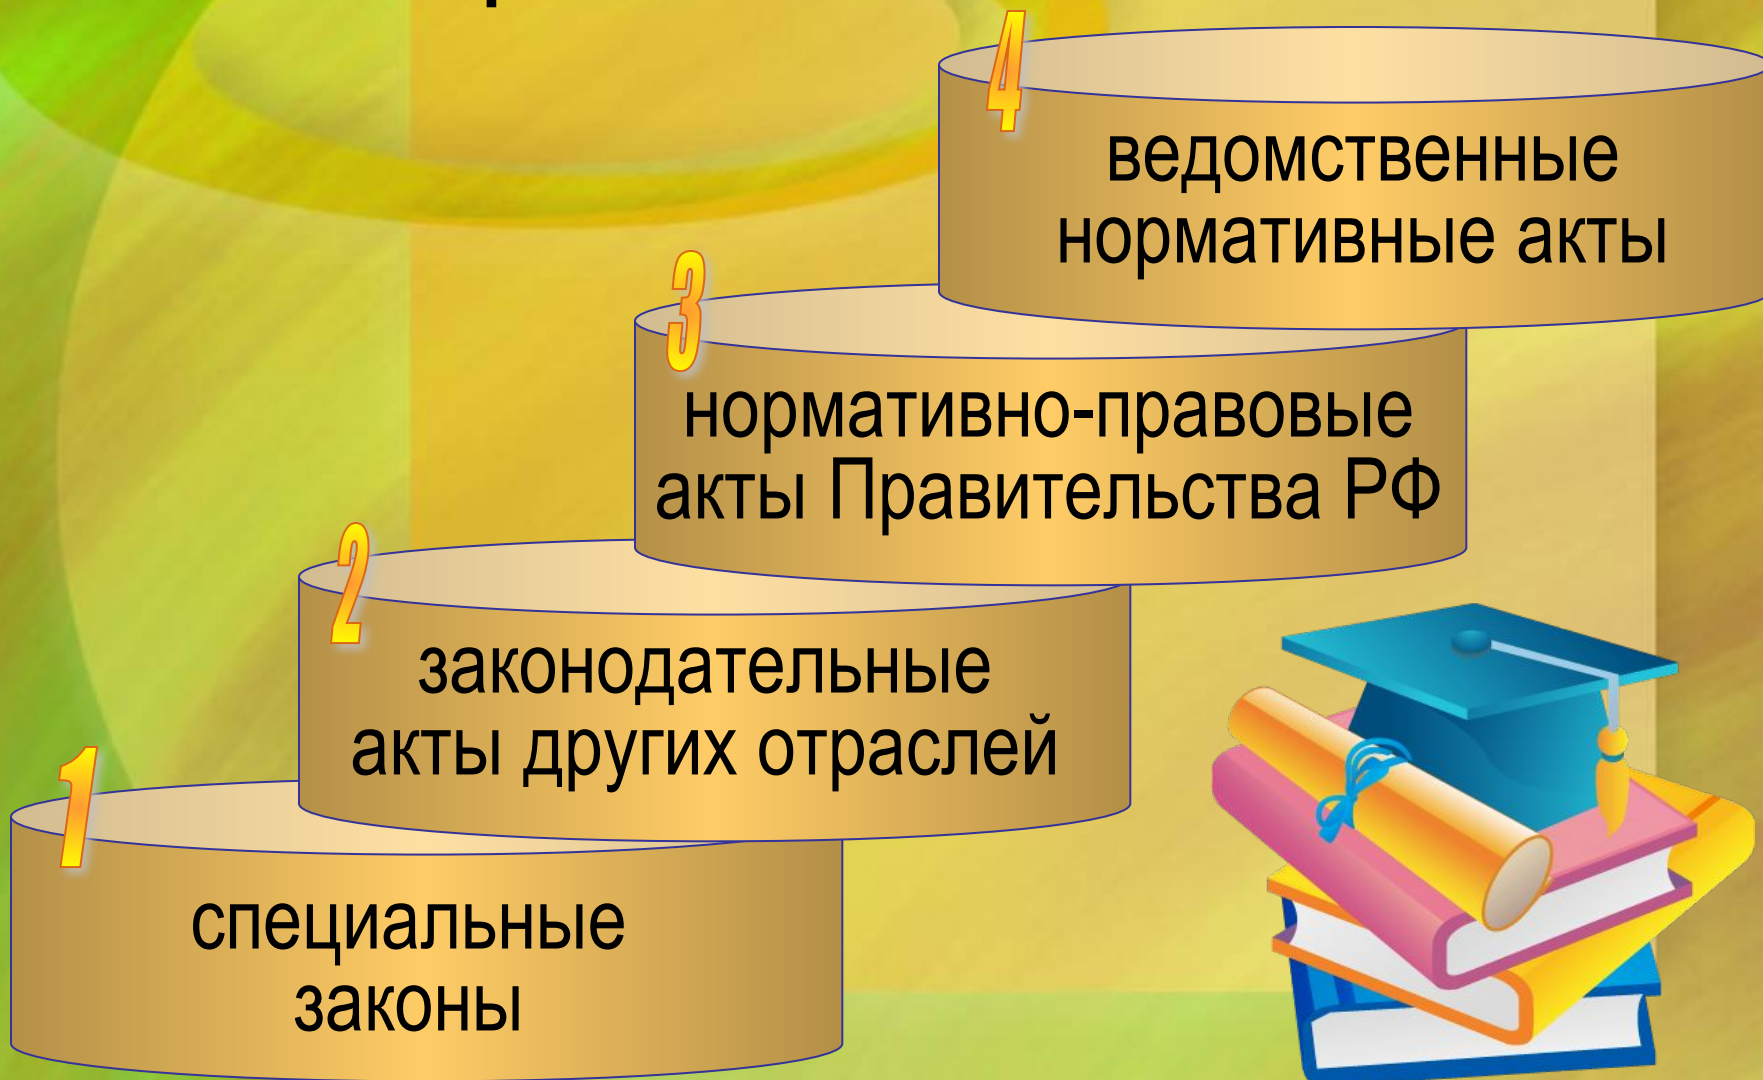 4
ведомственные
нормативные акты
3
нормативно-правовые
акты Правительства РФ
2
законодательные
акты других отраслей
1
специальные
законы